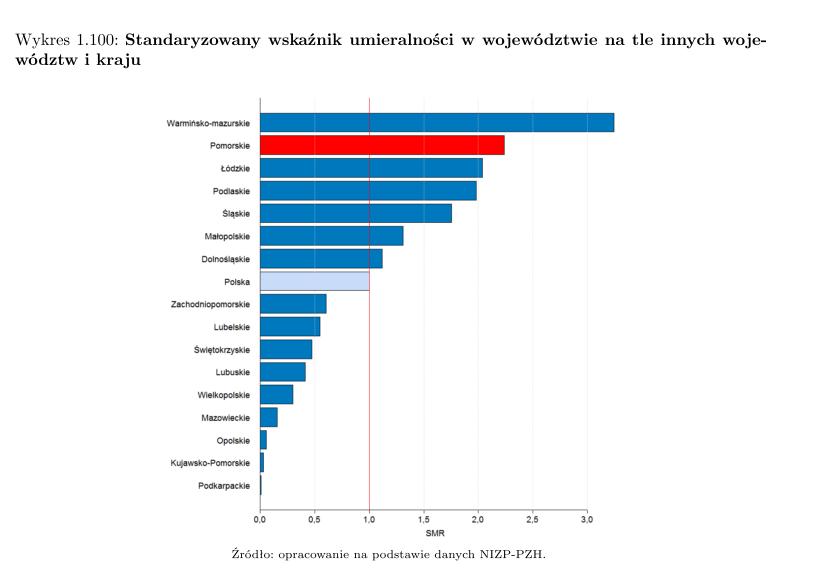 Wykres 1.100: Standaryzowany wskaźnik umieralności w województwie na tle innych woje-
wództw i kraju
Warmińsko-mazurskie
Pomorskie
Łódzkie
Podlaskie
Śląskie
Małopolskie
Dolnośląskie
Polska
Zachodniopomorskie
Lubelskie
Świętokrzyskie
Lubuskie
Wielkopolskie
Mazowieckie
Opolskie
Kujawsko-Pomorskie
Podkarpackie
0,0 0,5 1,0 1,5 2,0 2,5 3,0
SMR
Źródło: opracowanie na podstawie danych NIZP-PZH.